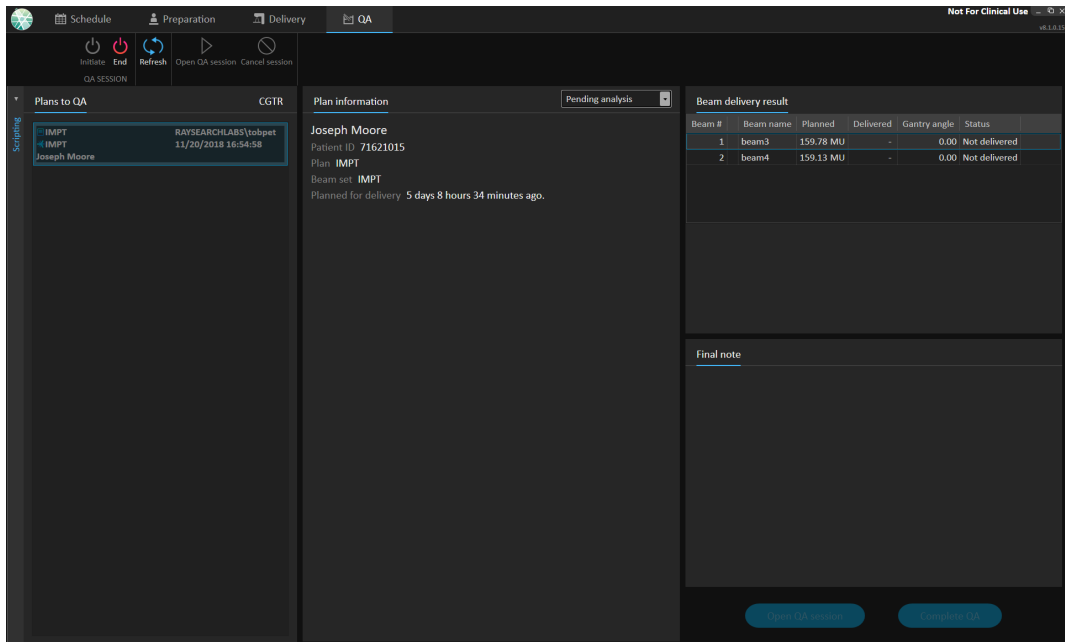 Schedule
Preparation
Delivery
QA
Not For Clinical Use
v8.1.0.15
Initiate
End
Refresh
Open QA session
Cancel session
QA SESSION
Scripting
Plans to QA
CGTR
IMPT RAYSEARCHLABS\tobpet
IMPT 11/20/2018 16:54:58
Joseph Moore
Plan information
Pending analysis
Joseph Moore
Patient ID 71621015
Plan IMPT
Beam set IMPT
Planned for delivery 5 days 8 hours 34 minutes ago.
Beam delivery result
Beam # Beam name Planned Delivered Gantry angle Status
1 beam3 159.78 MU - 0.00 Not delivered
2 beam4 159.13 MU - 0.00 Not delivered
Final note
Open QA session
Complete QA